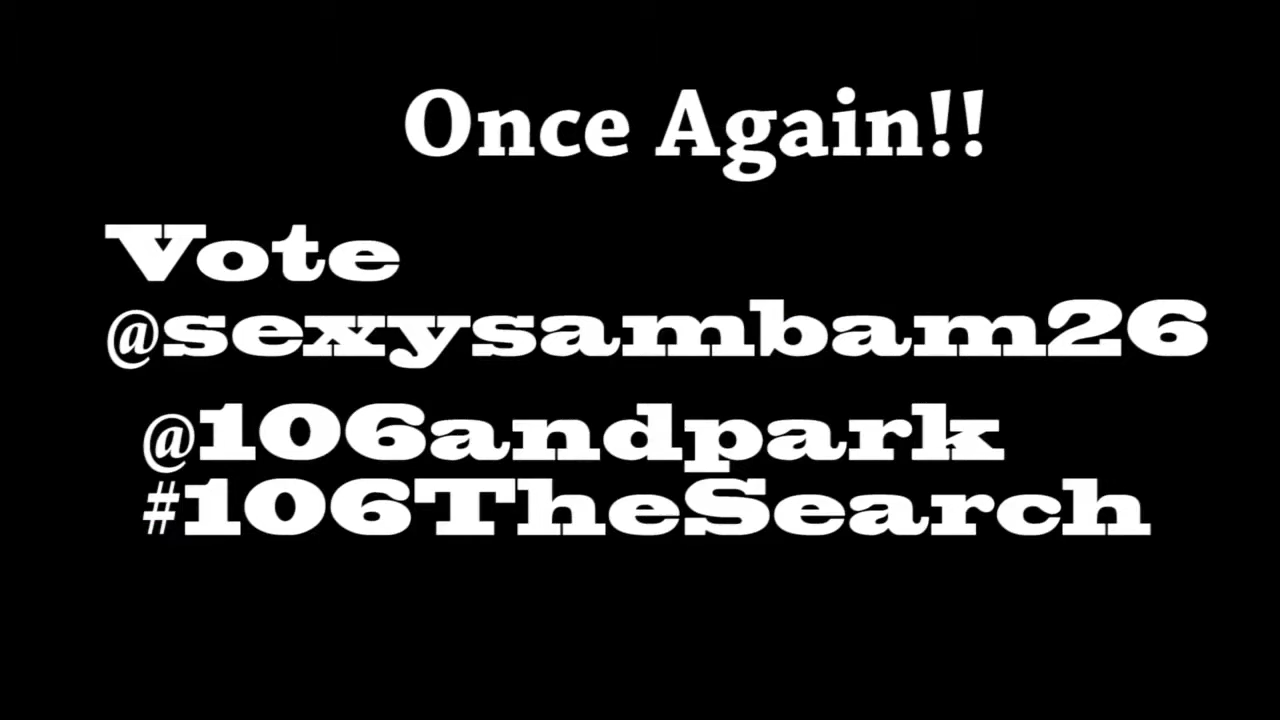 Once Again!!
Vote
@sexysambam26
@106andpark
#106TheSearch